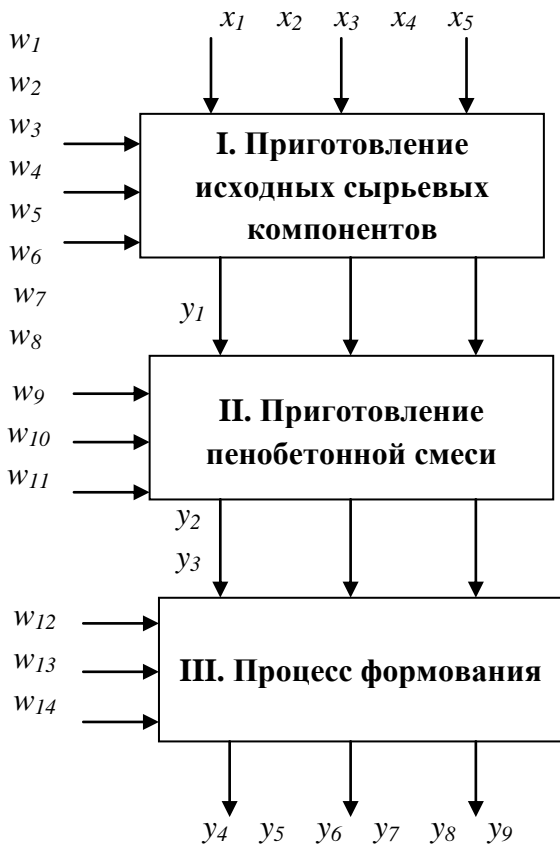 x1 x2 x3 x4 x5
w1
w2
w3
w4
w5
w6
w7
w8
I. Приготовление
исходных сырьевых
компонентов
y1
w9
w10
w11
II. Приготовление
пенобетонной смеси
y2
y3
w12
w13
w14
III. Процесс формования
y4 y5 y6 y7 y8 y9